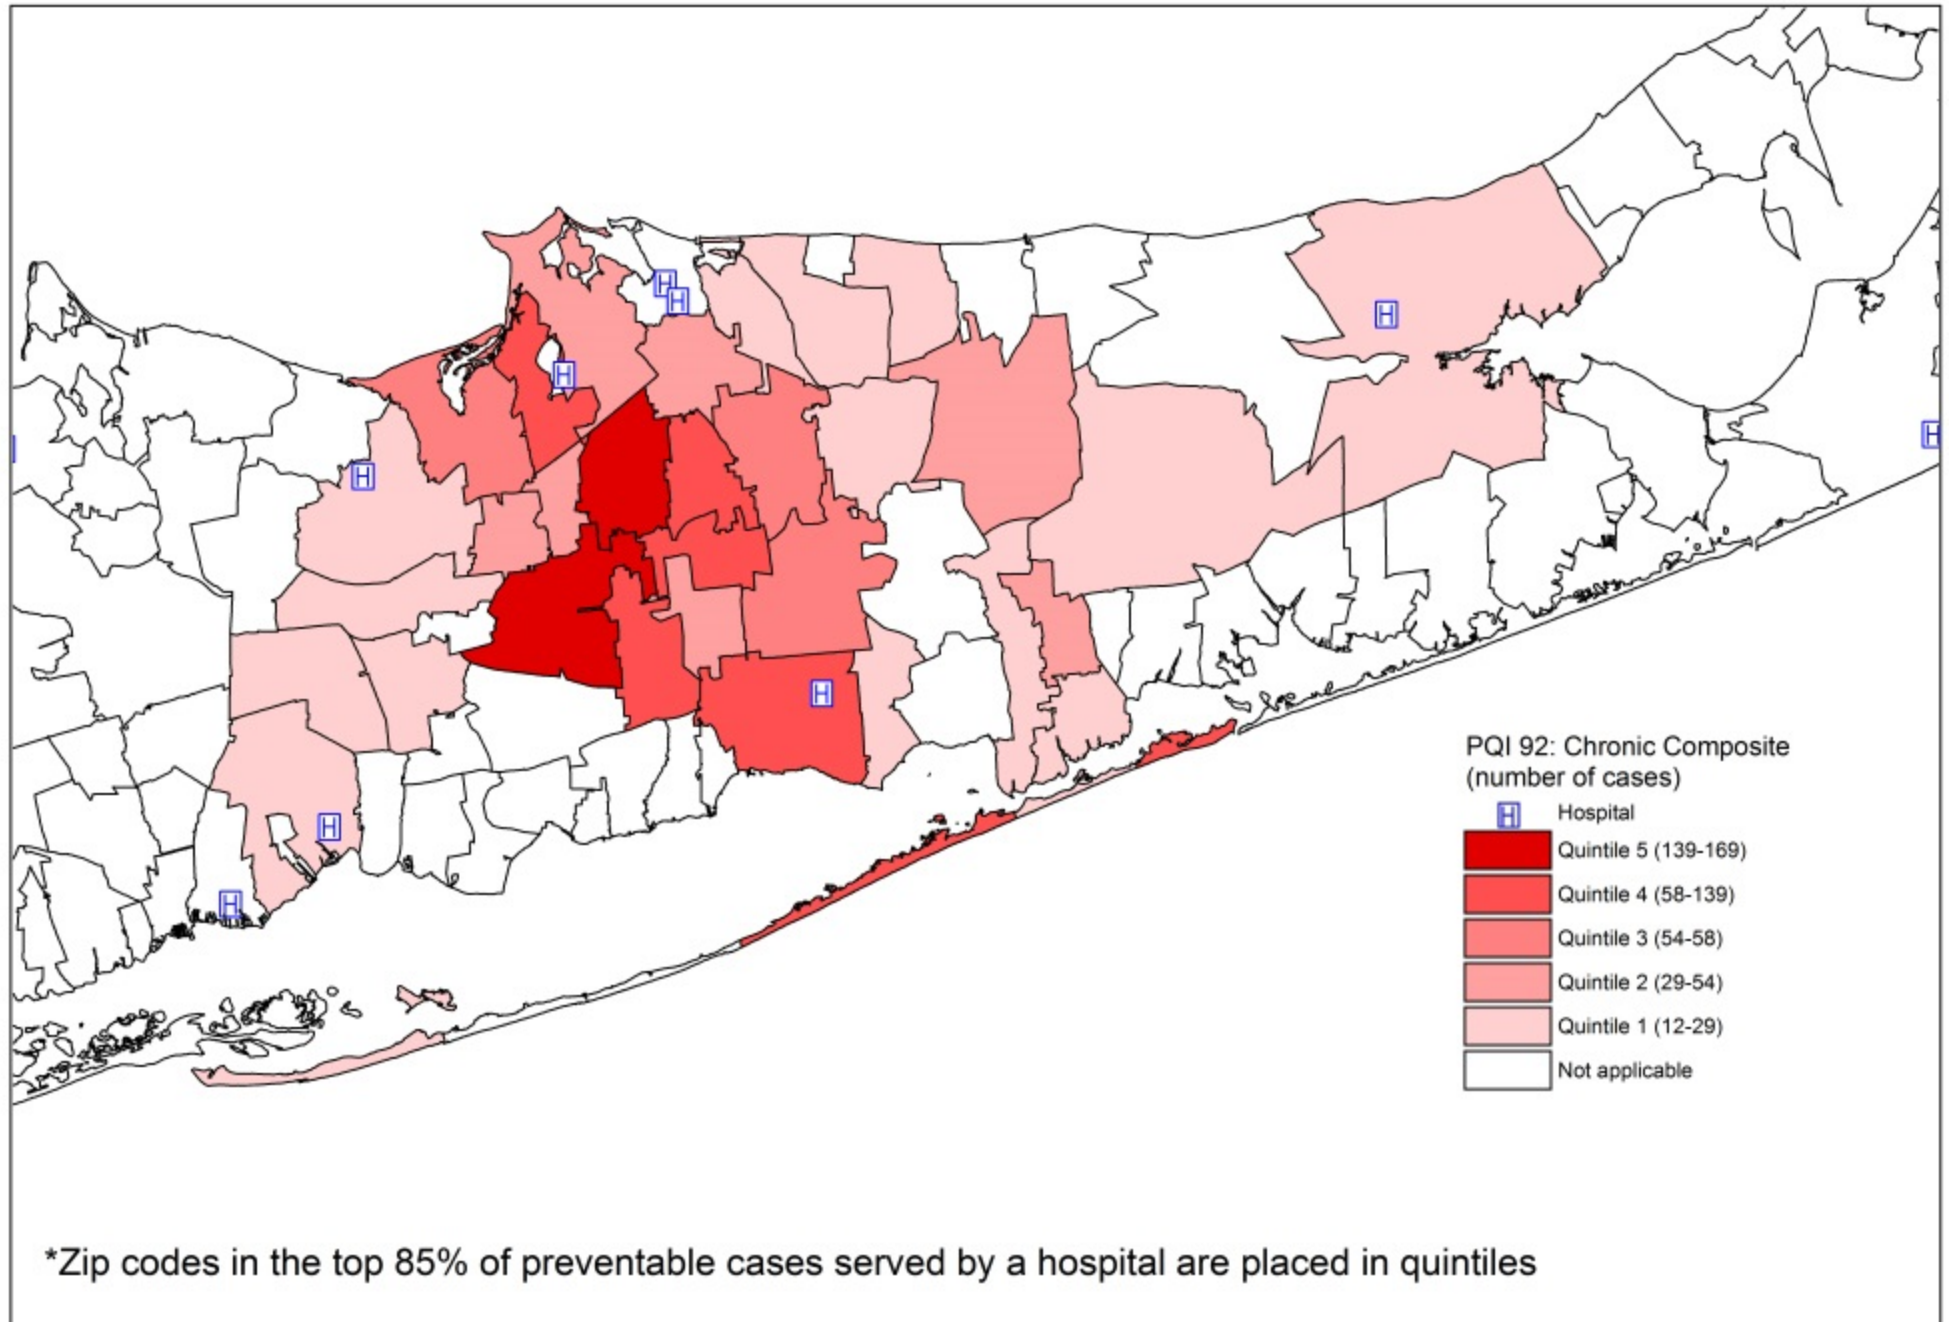 H
H
H
H
H
H
H
H
H
PQI 92: Chronic Composite
(number of cases)
H Hospital
Quintile 5 (139-169)
Quintile 4 (58-139)
Quintile 3 (54-58)
Quintile 2 (29-54)
Quintile 1 (12-29)
Not applicable
*Zip codes in the top 85% of preventable cases served by a hospital are placed in quintiles